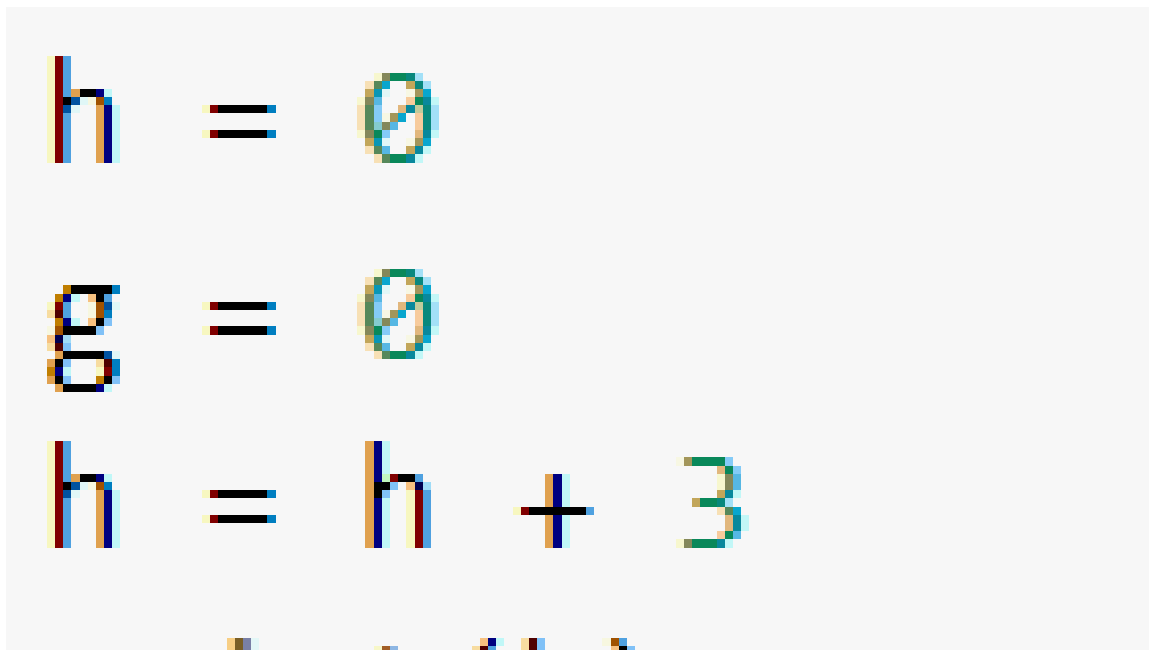 h = 0
g = 0
h = h + 3